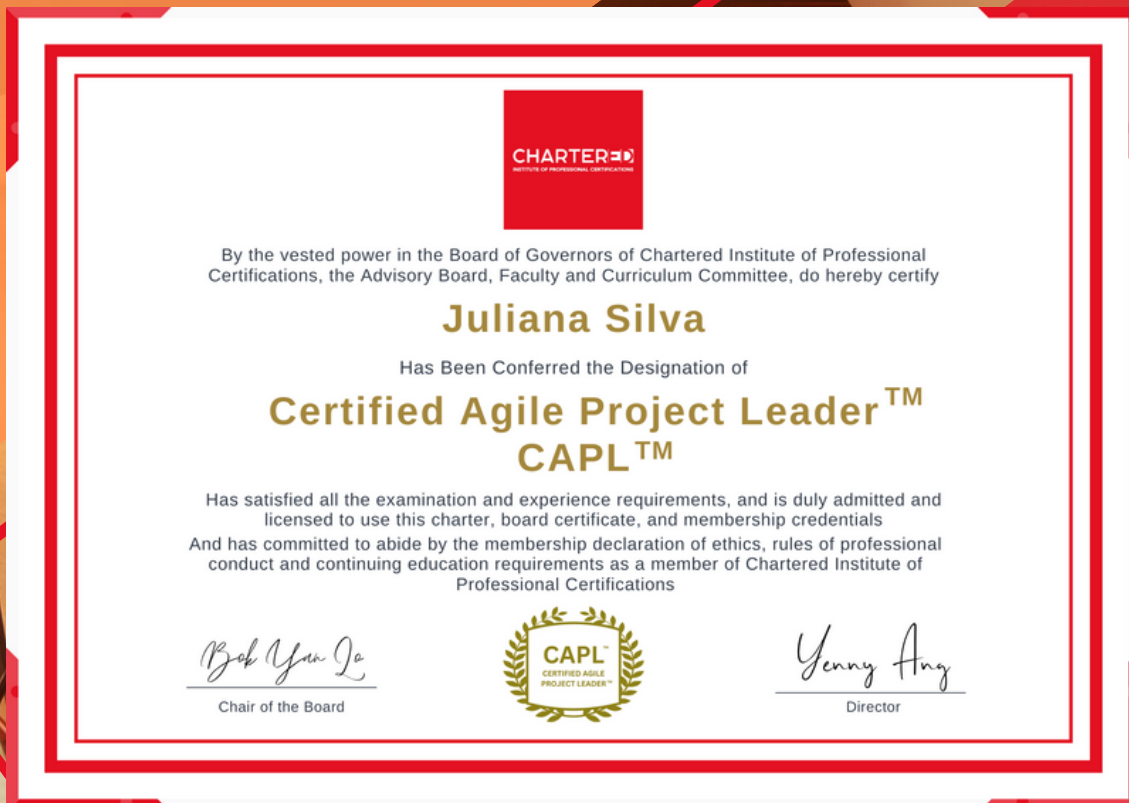 CHARTERED
INSTITUTE OF PROFESSIONAL CERTIFICATIONS
By the vested power in the Board of Governors of Chartered Institute of Professional
Certifications, the Advisory Board, Faculty and Curriculum Committee, do hereby certify
Juliana Silva
Has Been Conferred the Designation of
Certified Agile Project Leader™
CAPL™
Has satisfied all the examination and experience requirements, and is duly admitted and
licensed to use this charter, board certificate, and membership credentials
And has committed to abide by the membership declaration of ethics, rules of professional
conduct and continuing education requirements as a member of Chartered Institute of
Professional Certifications
Bok Yan Lo
Chair of the Board
CAPL™
CERTIFIED AGILE
PROJECT LEADER™
Yenny Ang
Director